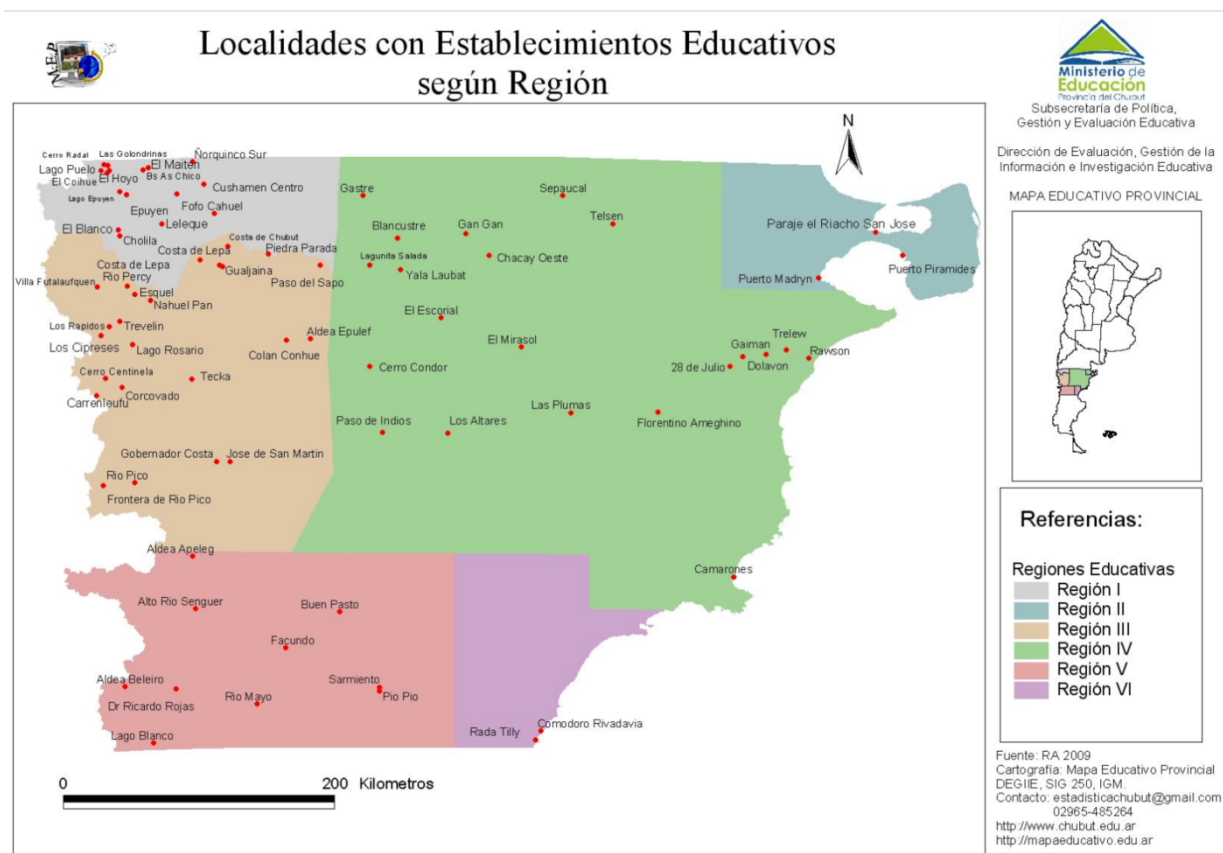 M.E.P
Localidades con Establecimientos Educativos
según Región
Ministerio de
Educación
Provincia del Chubut
Subsecretaría de Política,
Gestión y Evaluación Educativa
Dirección de Evaluación, Gestión de la
Información e Investigación Educativa
MAPA EDUCATIVO PROVINCIAL
N
Cerro Radal
Las Golondrinas
Ñorquinco Sur
Lago Puelo
El Maiten
El Coihue
El Hoyo
Bs As Chico
Cushamen Centro
Lago Epuyen
Epuyen
Fofo Cahuel
Leleque
El Blanco
Cholila
Costa de Chubut
Costa de Lepa
Piedra Parada
Costa de Lepa
Gualjaina
Paso del Sapo
Rio Percy
Villa Futalaufquen
Esquel
Nahuel Pan
Los Rapidos
Trevelin
Los Cipreses
Lago Rosario
Colan Conhue
Aldea Epulef
Cerro Centinela
Tecka
Carrenleufu
Corcovado
Gobernador Costa
Jose de San Martin
Rio Pico
Frontera de Rio Pico
Gastre
Sepaucal
Blancustre
Gan Gan
Telsen
Lagunita Salada
Yala Laubat
Chacay Oeste
El Escorial
El Mirasol
Cerro Condor
Trelew
Gaiman
Rawson
28 de Julio
Dolavon
Las Plumas
Paso de Indios
Los Altares
Florentino Ameghino
Camarones
Paraje el Riacho San Jose
Puerto Madryn
Puerto Piramides
Aldea Apeleg
Alto Rio Senguer
Buen Pasto
Facundo
Aldea Beleiro
Sarmiento
Dr Ricardo Rojas
Rio Mayo
Pio Pio
Lago Blanco
Rada Tilly
Comodoro Rivadavia
0 200 Kilometros
Referencias:
Regiones Educativas
Región I
Región II
Región III
Región IV
Región V
Región VI
Fuente: RA 2009
Cartografía: Mapa Educativo Provincial
DEGIIE, SIG 250, IGM.
Contacto: estadisticachubut@gmail.com
02965-485264
http://www.chubut.edu.ar
http://mapaeducativo.edu.ar